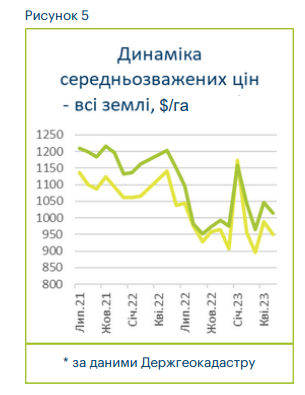 Рисунок 5
Динаміка
середньозважених цін
- всі землі, $/га
1250
1200
1150
1100
1050
1000
950
900
850
800
Лип.21
Жов.21
Січ.22
Кві.22
Лип.22
Жов.22
Січ.23
Кві.23
* за даними Держгеокадастру